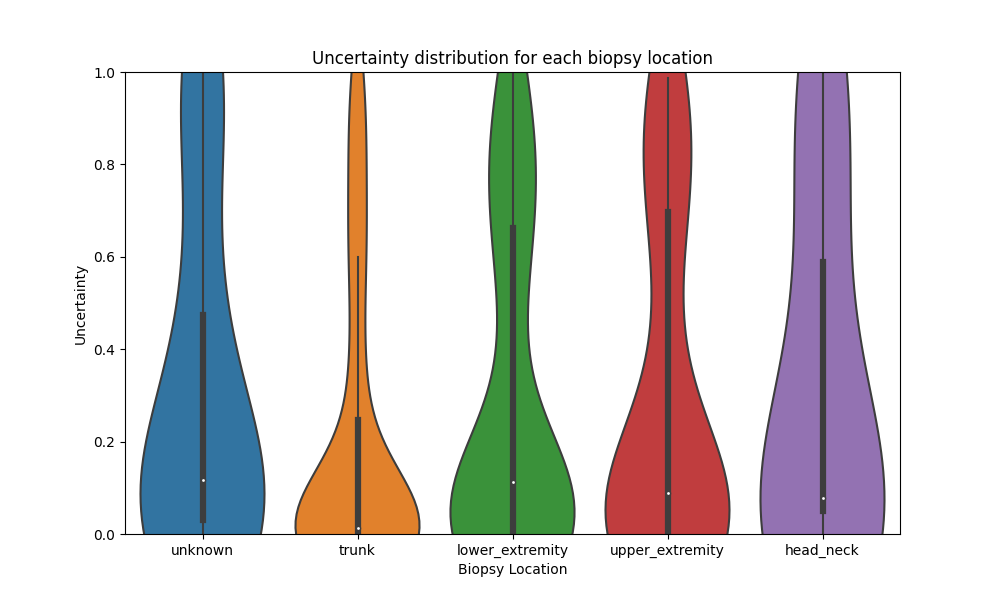 Uncertainty distribution for each biopsy location
1.0
0.8
0.6
0.4
0.2
0.0
Uncertainty
unknown trunk lower_extremity upper_extremity head_neck
Biopsy Location